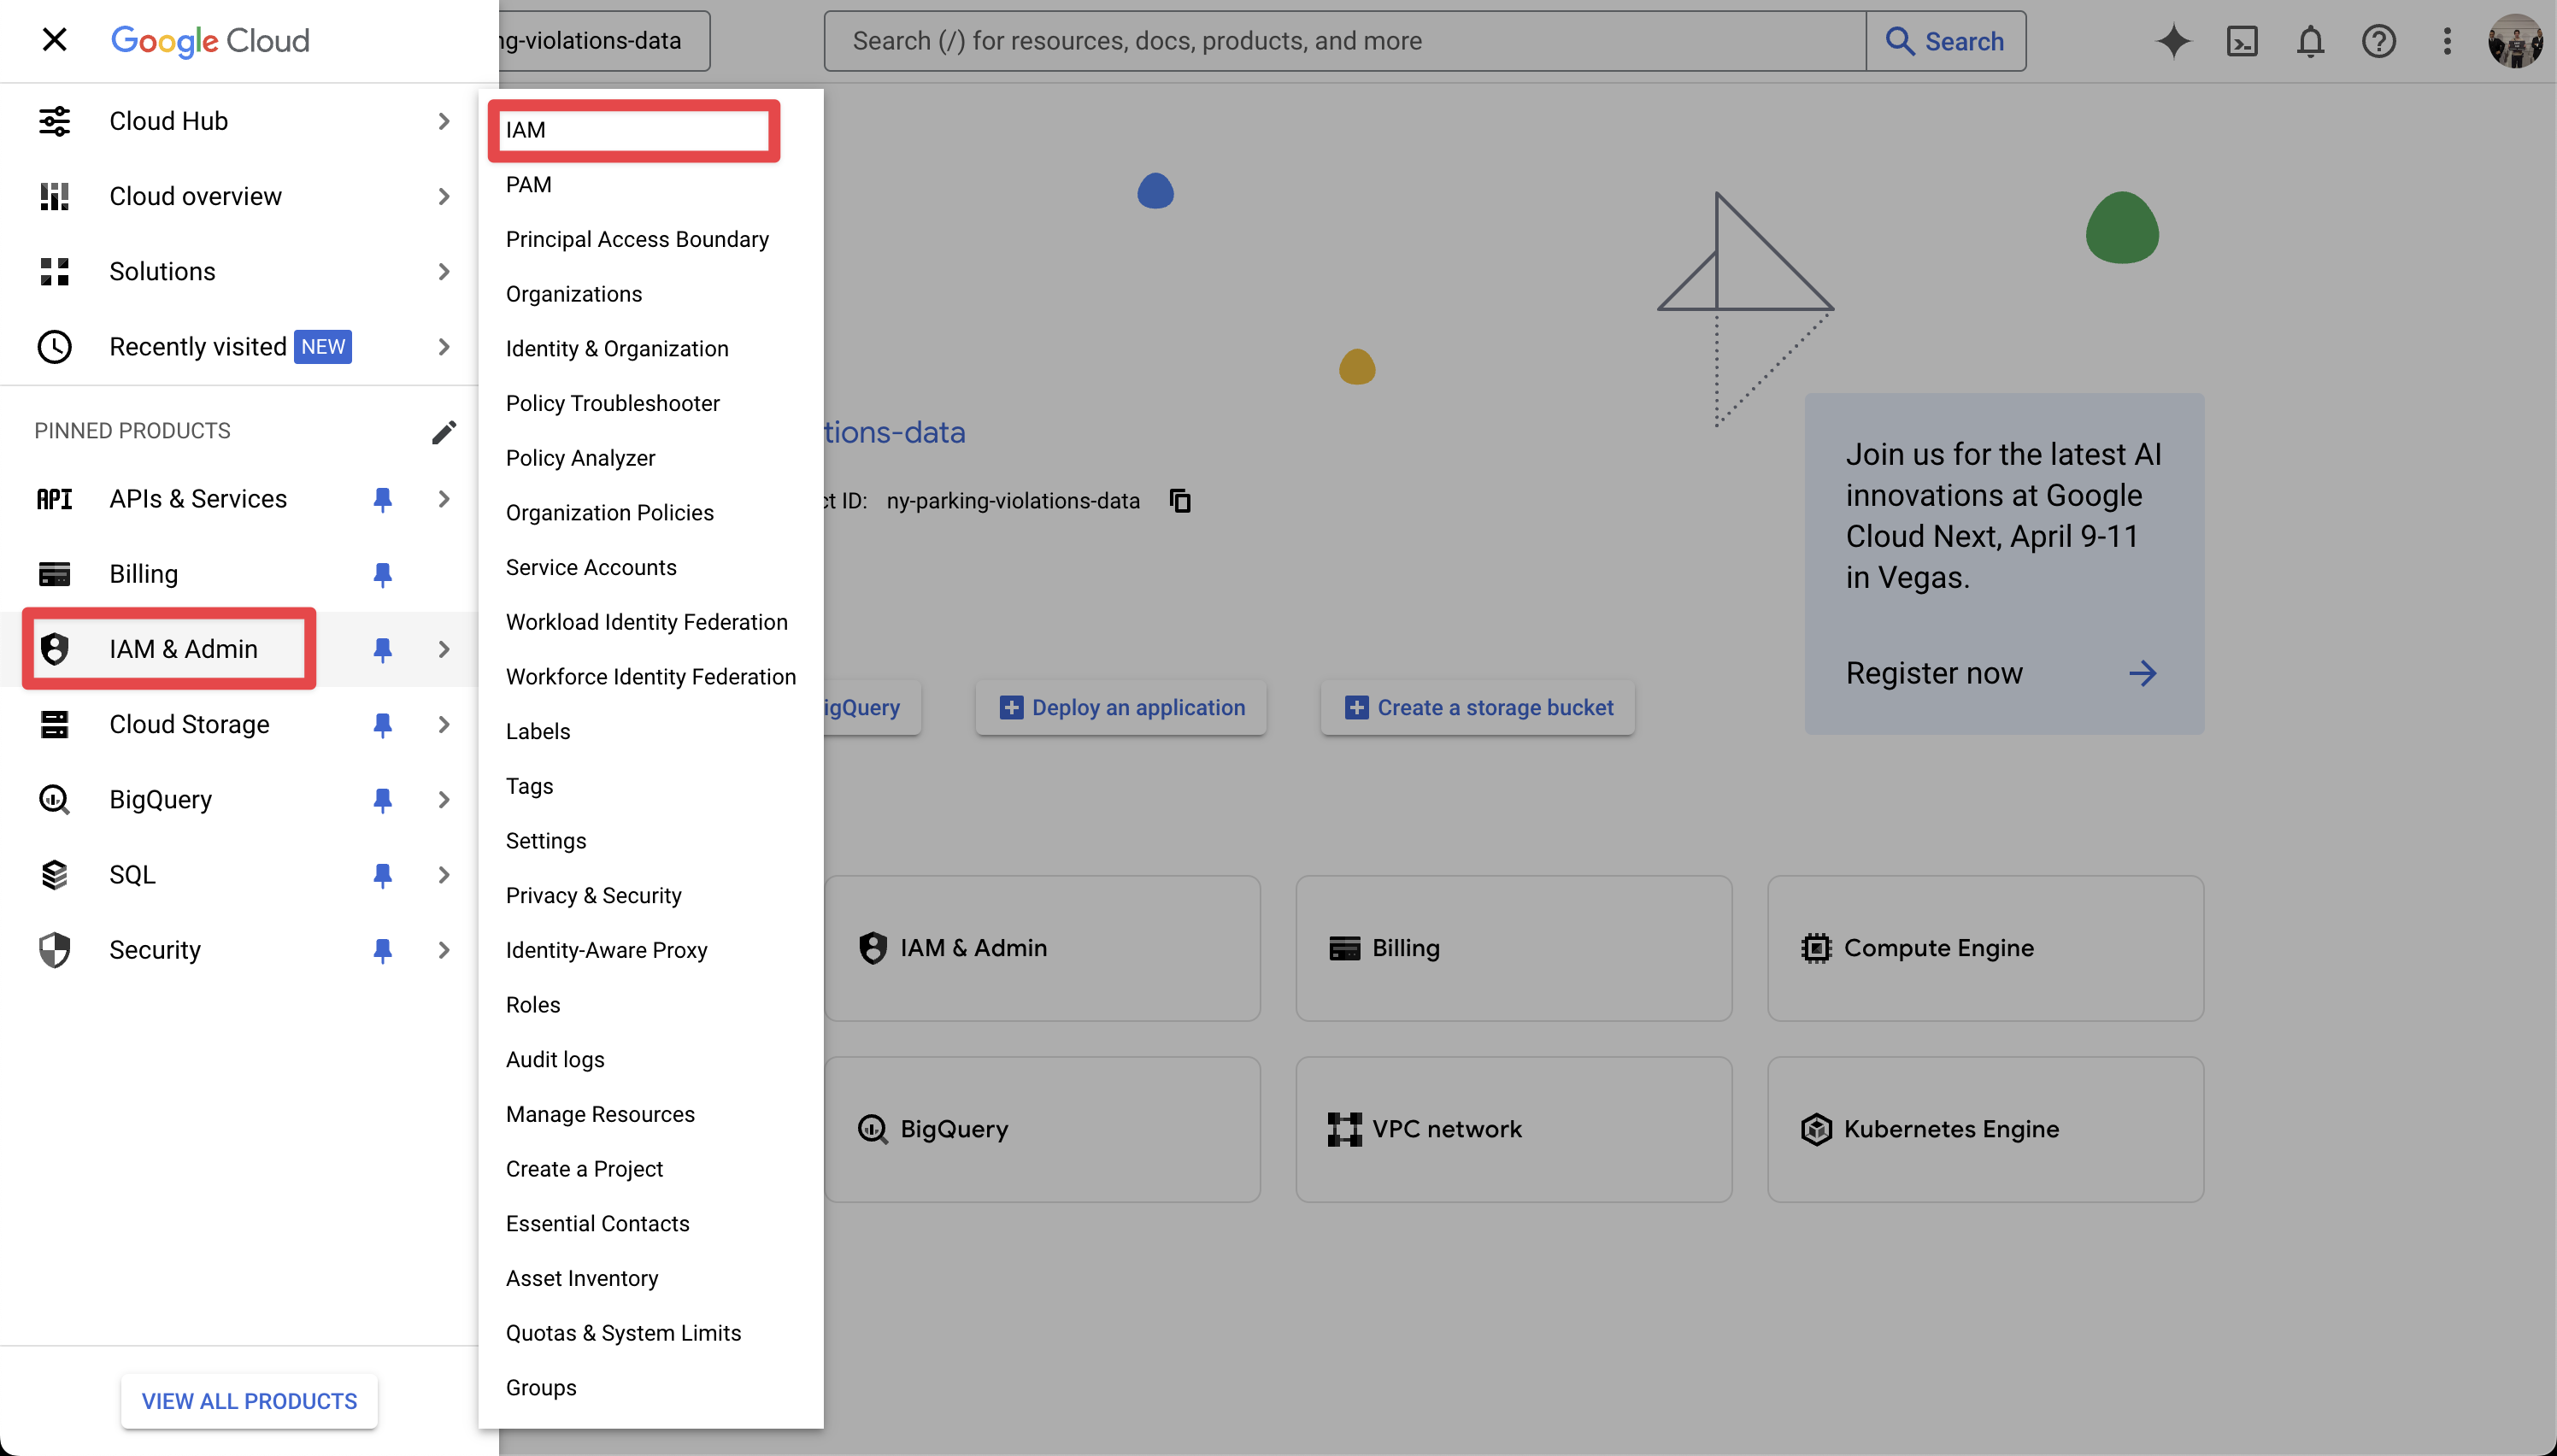 Google Cloud
ng-violations-data
Search (/) for resources, docs, products, and more
Search
Cloud Hub
Cloud overview
Solutions
Recently visited NEW
PINNED PRODUCTS
API APIs & Services
Billing
IAM & Admin
Cloud Storage
BigQuery
SQL
Security
VIEW ALL PRODUCTS
IAM
PAM
Principal Access Boundary
Organizations
Identity & Organization
Policy Troubleshooter
Policy Analyzer
Organization Policies
Service Accounts
Workload Identity Federation
Workforce Identity Federation
Labels
Tags
Settings
Privacy & Security
Identity-Aware Proxy
Roles
Audit logs
Manage Resources
Create a Project
Essential Contacts
Asset Inventory
Quotas & System Limits
Groups
tions-data
ct ID: ny-parking-violations-data
igQuery
Deploy an application
Create a storage bucket
Join us for the latest AI
innovations at Google
Cloud Next, April 9-11
in Vegas.
Register now
IAM & Admin
Billing
Compute Engine
BigQuery
VPC network
Kubernetes Engine